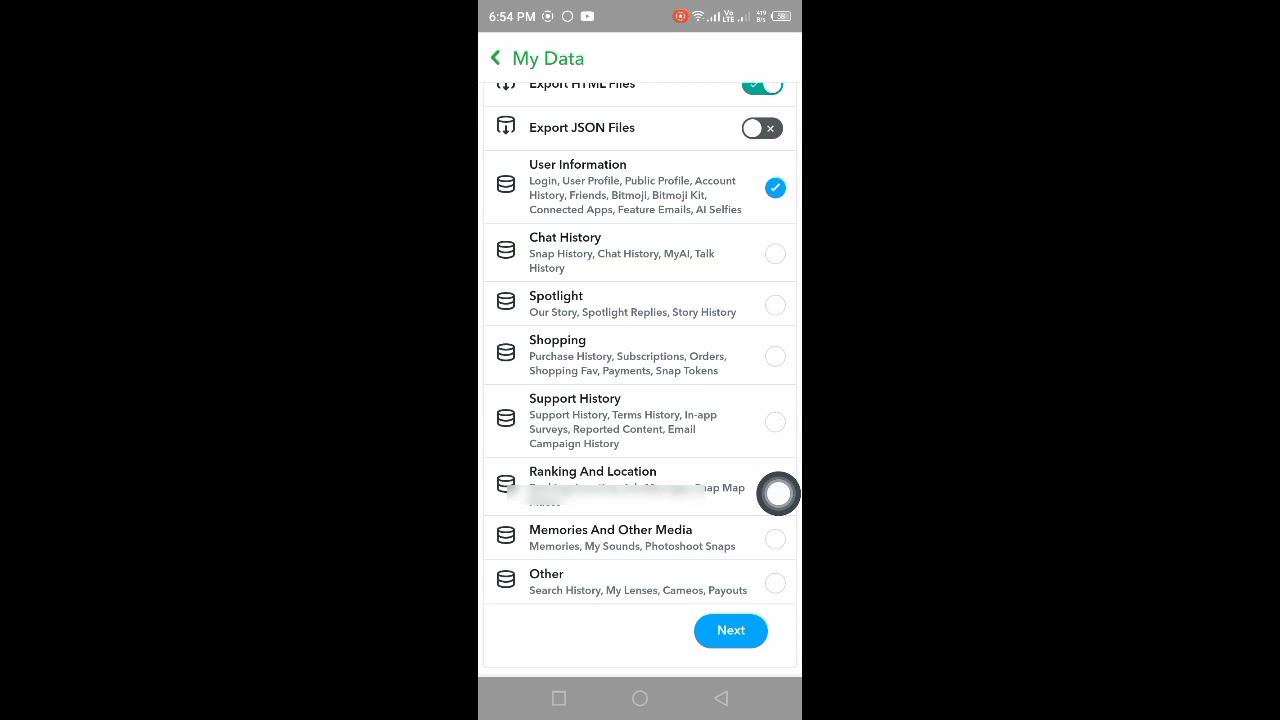 6:54 PM
Vo
LTE
419
B/s
58
My Data
Export HTML Files
Export JSON Files
User Information
Login, User Profile, Public Profile, Account
History, Friends, Bitmoji, Bitmoji Kit,
Connected Apps, Feature Emails, AI Selfies
Chat History
Snap History, Chat History, MyAI, Talk
History
Spotlight
Our Story, Spotlight Replies, Story History
Shopping
Purchase History, Subscriptions, Orders,
Shopping Fav, Payments, Snap Tokens
Support History
Support History, Terms History, In-app
Surveys, Reported Content, Email
Campaign History
Ranking And Location
Snap Map
Memories And Other Media
Memories, My Sounds, Photoshoot Snaps
Other
Search History, My Lenses, Cameos, Payouts
Next